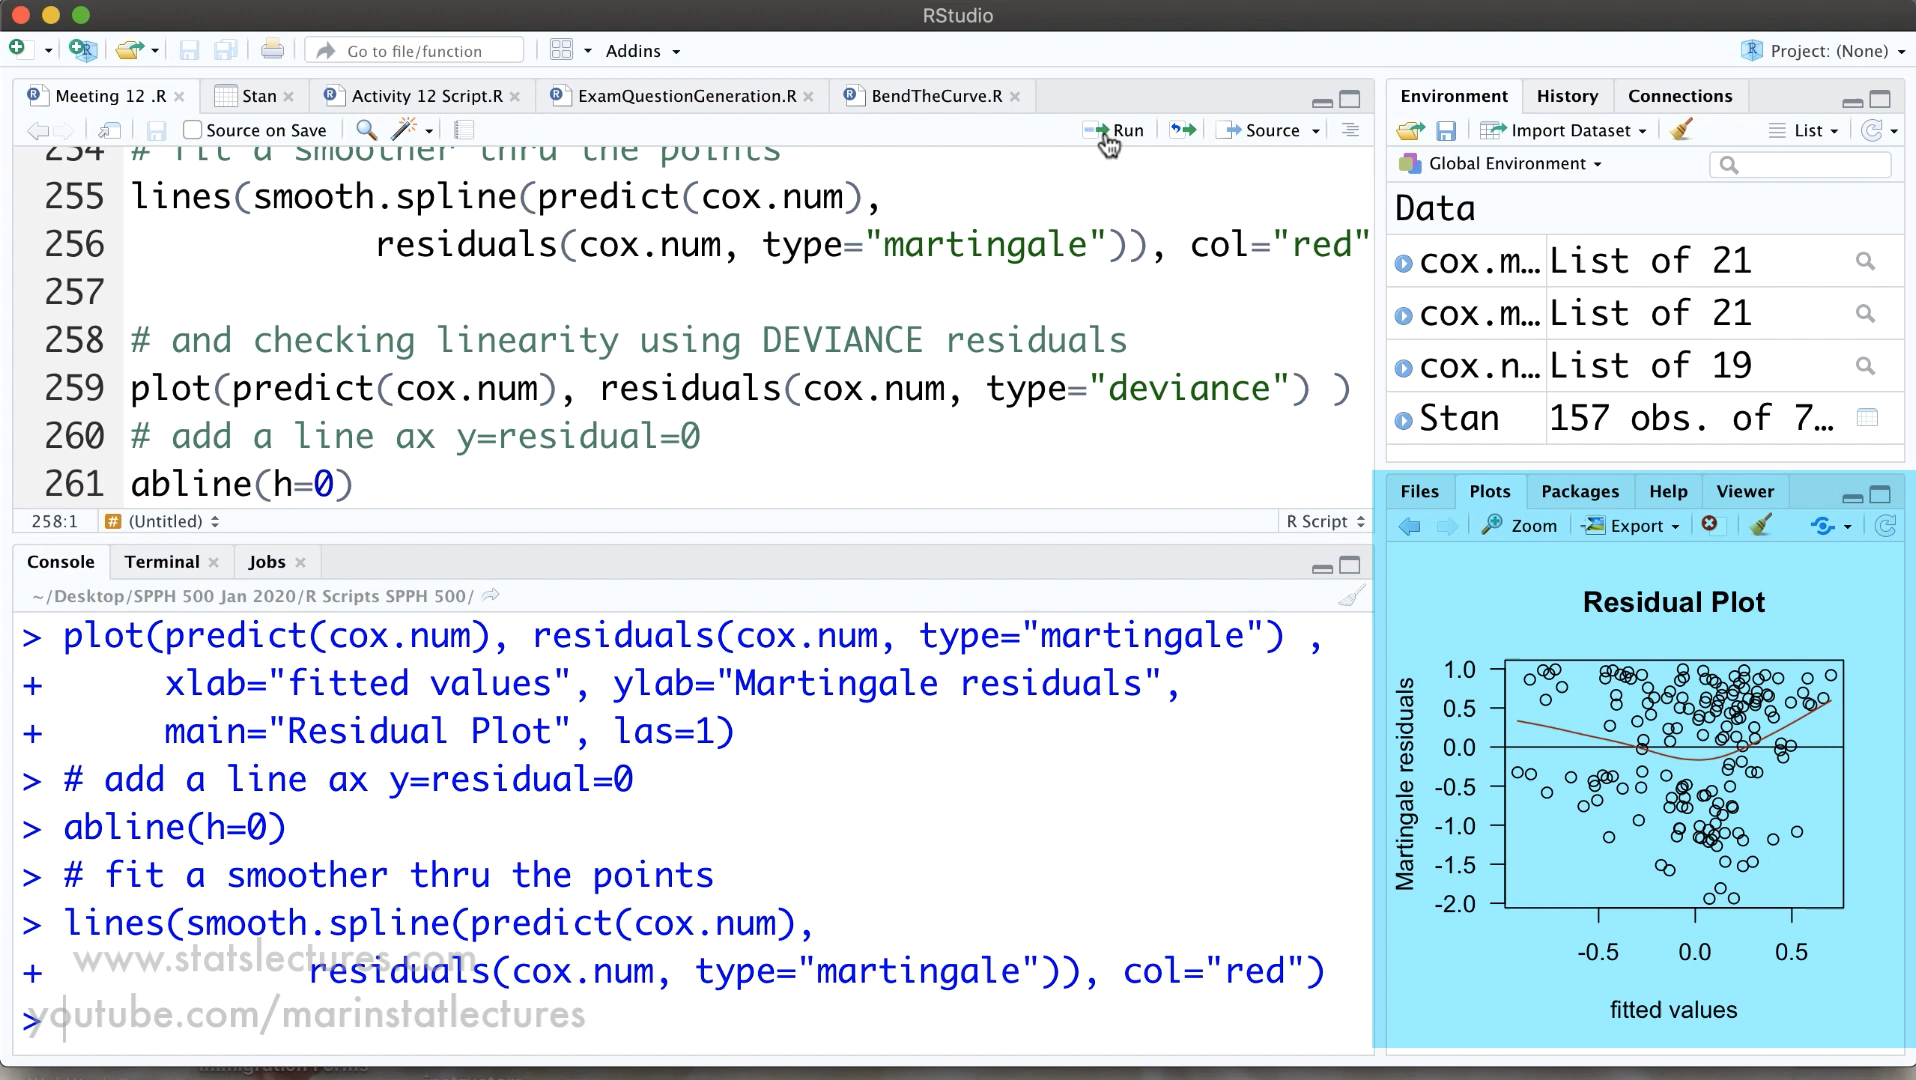 RStudio
Go to file/function
Addins
Project: (None)
Meeting 12 .R
Stan
Activity 12 Script.R
ExamQuestionGeneration.R
BendTheCurve.R
Source on Save
Run
Source
254 # fit a smoother thru the points
255 lines(smooth.spline(predict(cox.num),
256 residuals(cox.num, type="martingale")), col="red"
257
258 # and checking linearity using DEVIANCE residuals
259 plot(predict(cox.num), residuals(cox.num, type="deviance") )
260 # add a line ax y=residual=0
261 abline(h=0)
258:1
# (Untitled)
R Script
Console
Terminal
Jobs
~/Desktop/SPPH 500 Jan 2020/R Scripts SPPH 500/
> plot(predict(cox.num), residuals(cox.num, type="martingale") ,
+ xlab="fitted values", ylab="Martingale residuals",
+ main="Residual Plot", las=1)
> # add a line ax y=residual=0
> abline(h=0)
> # fit a smoother thru the points
> lines(smooth.spline(predict(cox.num),
+ residuals(cox.num, type="martingale")), col="red")
>
www.statslectures.com
youtube.com/marinstatlectures
Environment
History
Connections
Import Dataset
List
Global Environment
Data
cox.m… List of 21
cox.m… List of 21
cox.n… List of 19
Stan 157 obs. of 7…
Files
Plots
Packages
Help
Viewer
Zoom
Export
Residual Plot
Martingale residuals
1.0
0.5
0.0
-0.5
-1.0
-1.5
-2.0
-0.5 0.0 0.5
fitted values